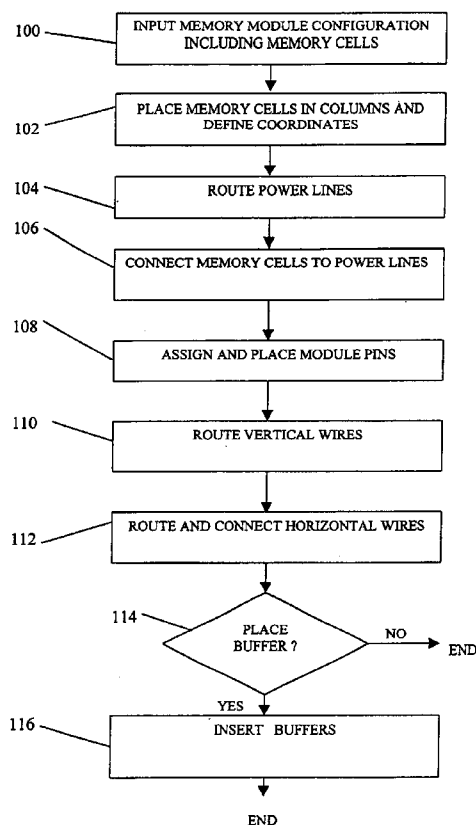 100
INPUT MEMORY MODULE CONFIGURATION
INCLUDING MEMORY CELLS
102
PLACE MEMORY CELLS IN COLUMNS AND
DEFINE COORDINATES
104
ROUTE POWER LINES
106
CONNECT MEMORY CELLS TO POWER LINES
108
ASSIGN AND PLACE MODULE PINS
110
ROUTE VERTICAL WIRES
112
ROUTE AND CONNECT HORIZONTAL WIRES
114
PLACE
BUFFER ?
NO
END
YES
116
INSERT BUFFERS
END